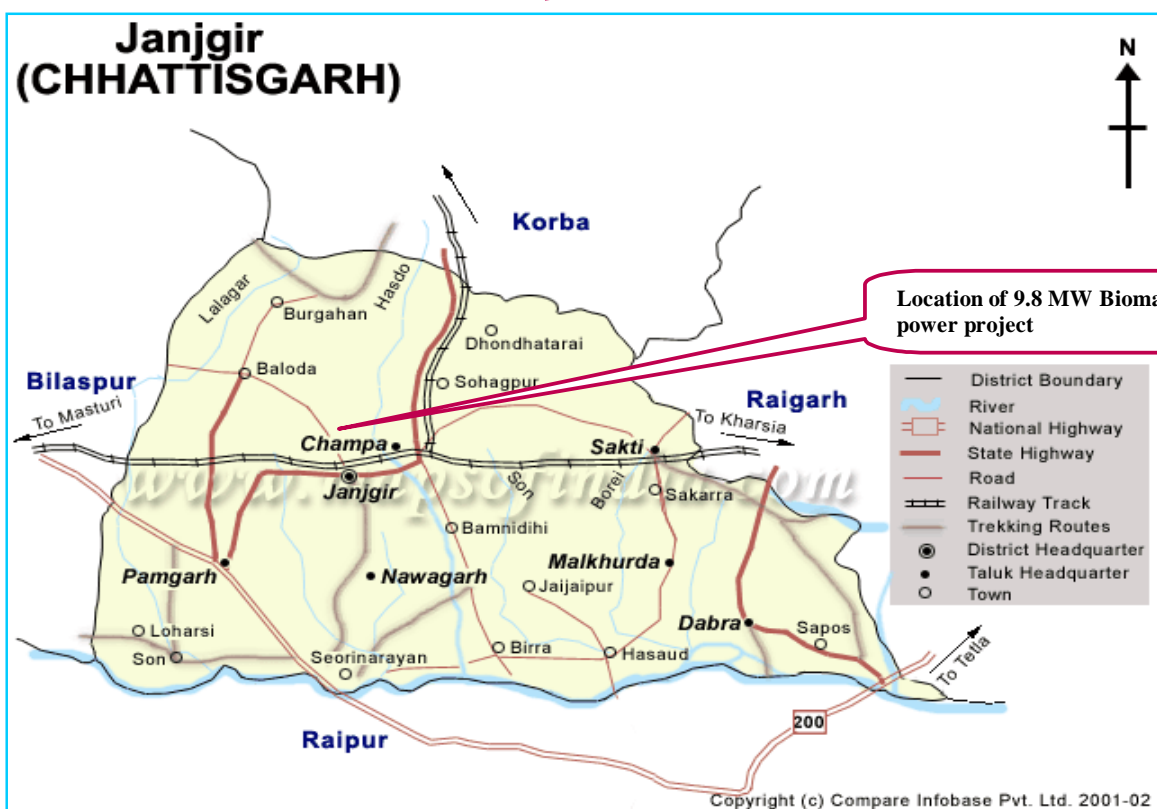 Janjgir
(CHHATTISGARH)
N
Korba
Hasdo
Lalagar
Burgahan
Location of 9.8 MW Bioma
power project
Dhondhatarai
Baloda
Sohagpur
Bilaspur
To Masturi
Raigarh
To Kharsia
Champa
Sakti
www.mapsofindia.com
Janjgir
Son
Borei
Sakarra
Bamnidihi
Pamgarh
Nawagarh
Malkhurda
Jaijaipur
Dabra
Loharsi
Sapos
Son
Seorinarayan
Birra
Hasaud
To Tetla
200
Raipur
District Boundary
River
National Highway
State Highway
Road
Railway Track
Trekking Routes
District Headquarter
Taluk Headquarter
Town
Copyright (c) Compare Infobase Pvt. Ltd. 2001-02